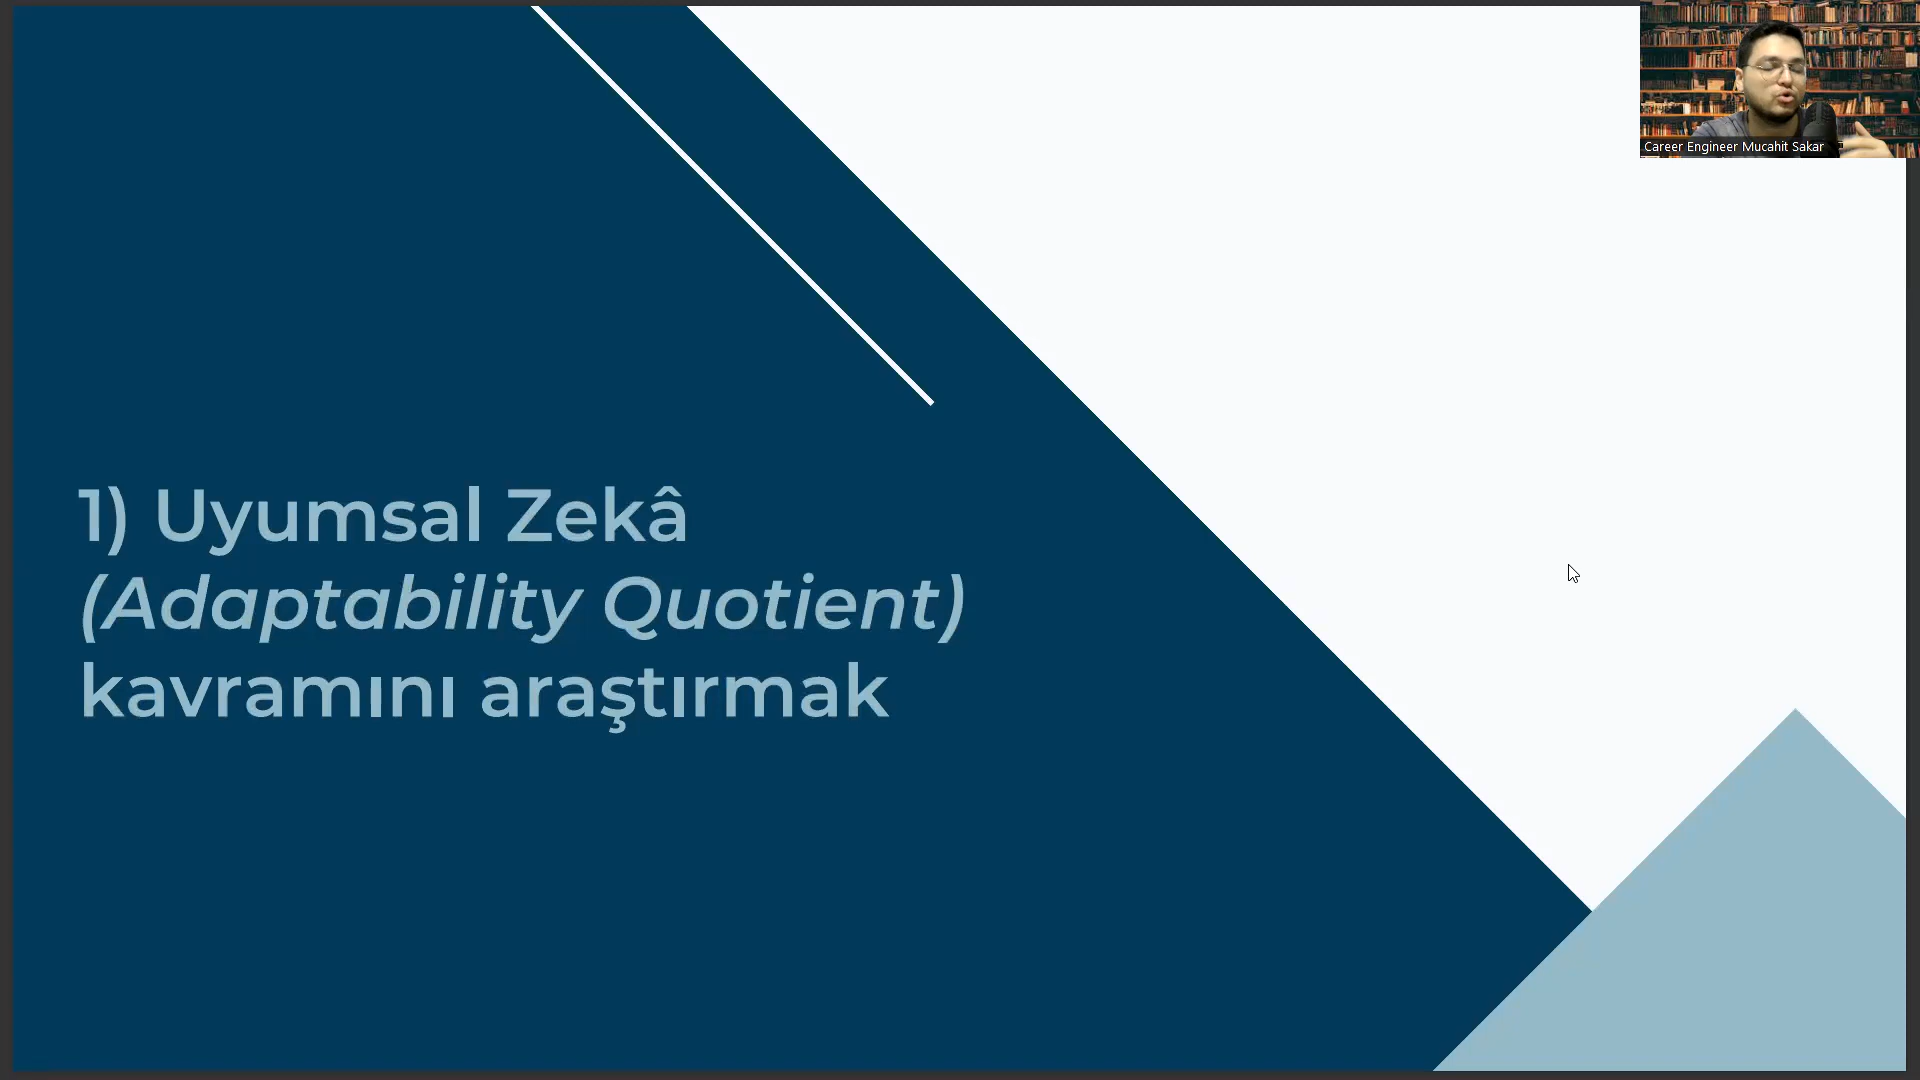 Career Engineer Mucahit Sakar
1) Uyumsal Zekâ
(Adaptability Quotient)
kavramını araştırmak